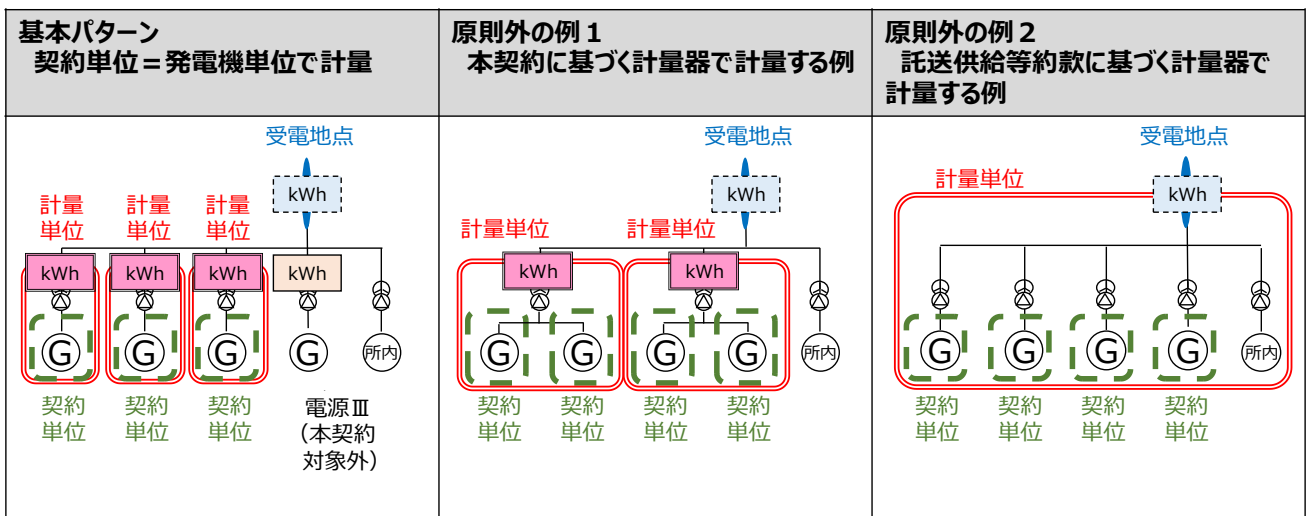 基本パターン
契約単位＝発電機単位で計量
受電地点
kWh
計量
単位
計量
単位
計量
単位
kWh
kWh
kWh
kWh
G
G
G
G
所内
契約
単位
契約
単位
契約
単位
電源Ⅲ
（本契約
対象外）
原則外の例１
本契約に基づく計量器で計量する例
受電地点
kWh
計量単位
計量単位
kWh
kWh
G
G
G
G
所内
契約
単位
契約
単位
契約
単位
契約
単位
原則外の例２
託送供給等約款に基づく計量器で
計量する例
受電地点
計量単位
kWh
G
G
G
G
所内
契約
単位
契約
単位
契約
単位
契約
単位